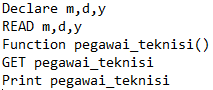 Declare m,d,y
READ m,d,y
Function pegawai_teknisi()
GET pegawai_teknisi
Print pegawai_teknisi